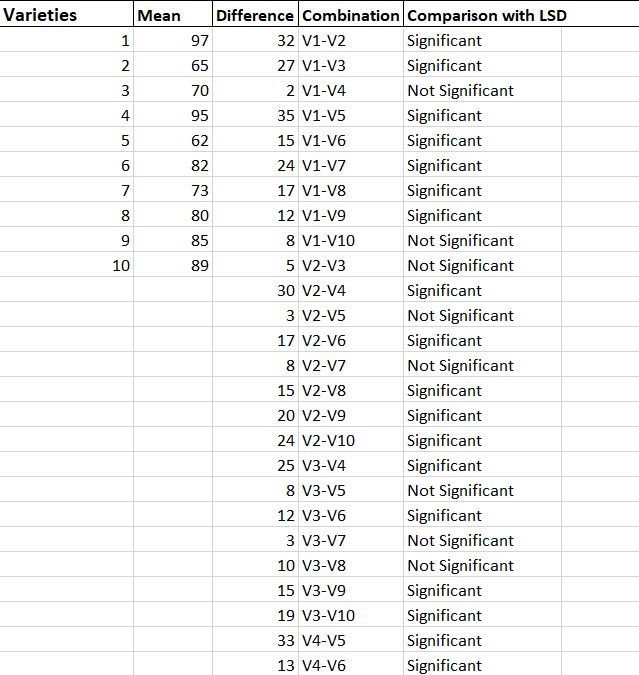 Varieties Mean Difference Combination Comparison with LSD
1 97 32 V1-V2 Significant
2 65 27 V1-V3 Significant
3 70 2 V1-V4 Not Significant
4 95 35 V1-V5 Significant
5 62 15 V1-V6 Significant
6 82 24 V1-V7 Significant
7 73 17 V1-V8 Significant
8 80 12 V1-V9 Significant
9 85 8 V1-V10 Not Significant
10 89 5 V2-V3 Not Significant
30 V2-V4 Significant
3 V2-V5 Not Significant
17 V2-V6 Significant
8 V2-V7 Not Significant
15 V2-V8 Significant
20 V2-V9 Significant
24 V2-V10 Significant
25 V3-V4 Significant
8 V3-V5 Not Significant
12 V3-V6 Significant
3 V3-V7 Not Significant
10 V3-V8 Not Significant
15 V3-V9 Significant
19 V3-V10 Significant
33 V4-V5 Significant
13 V4-V6 Significant